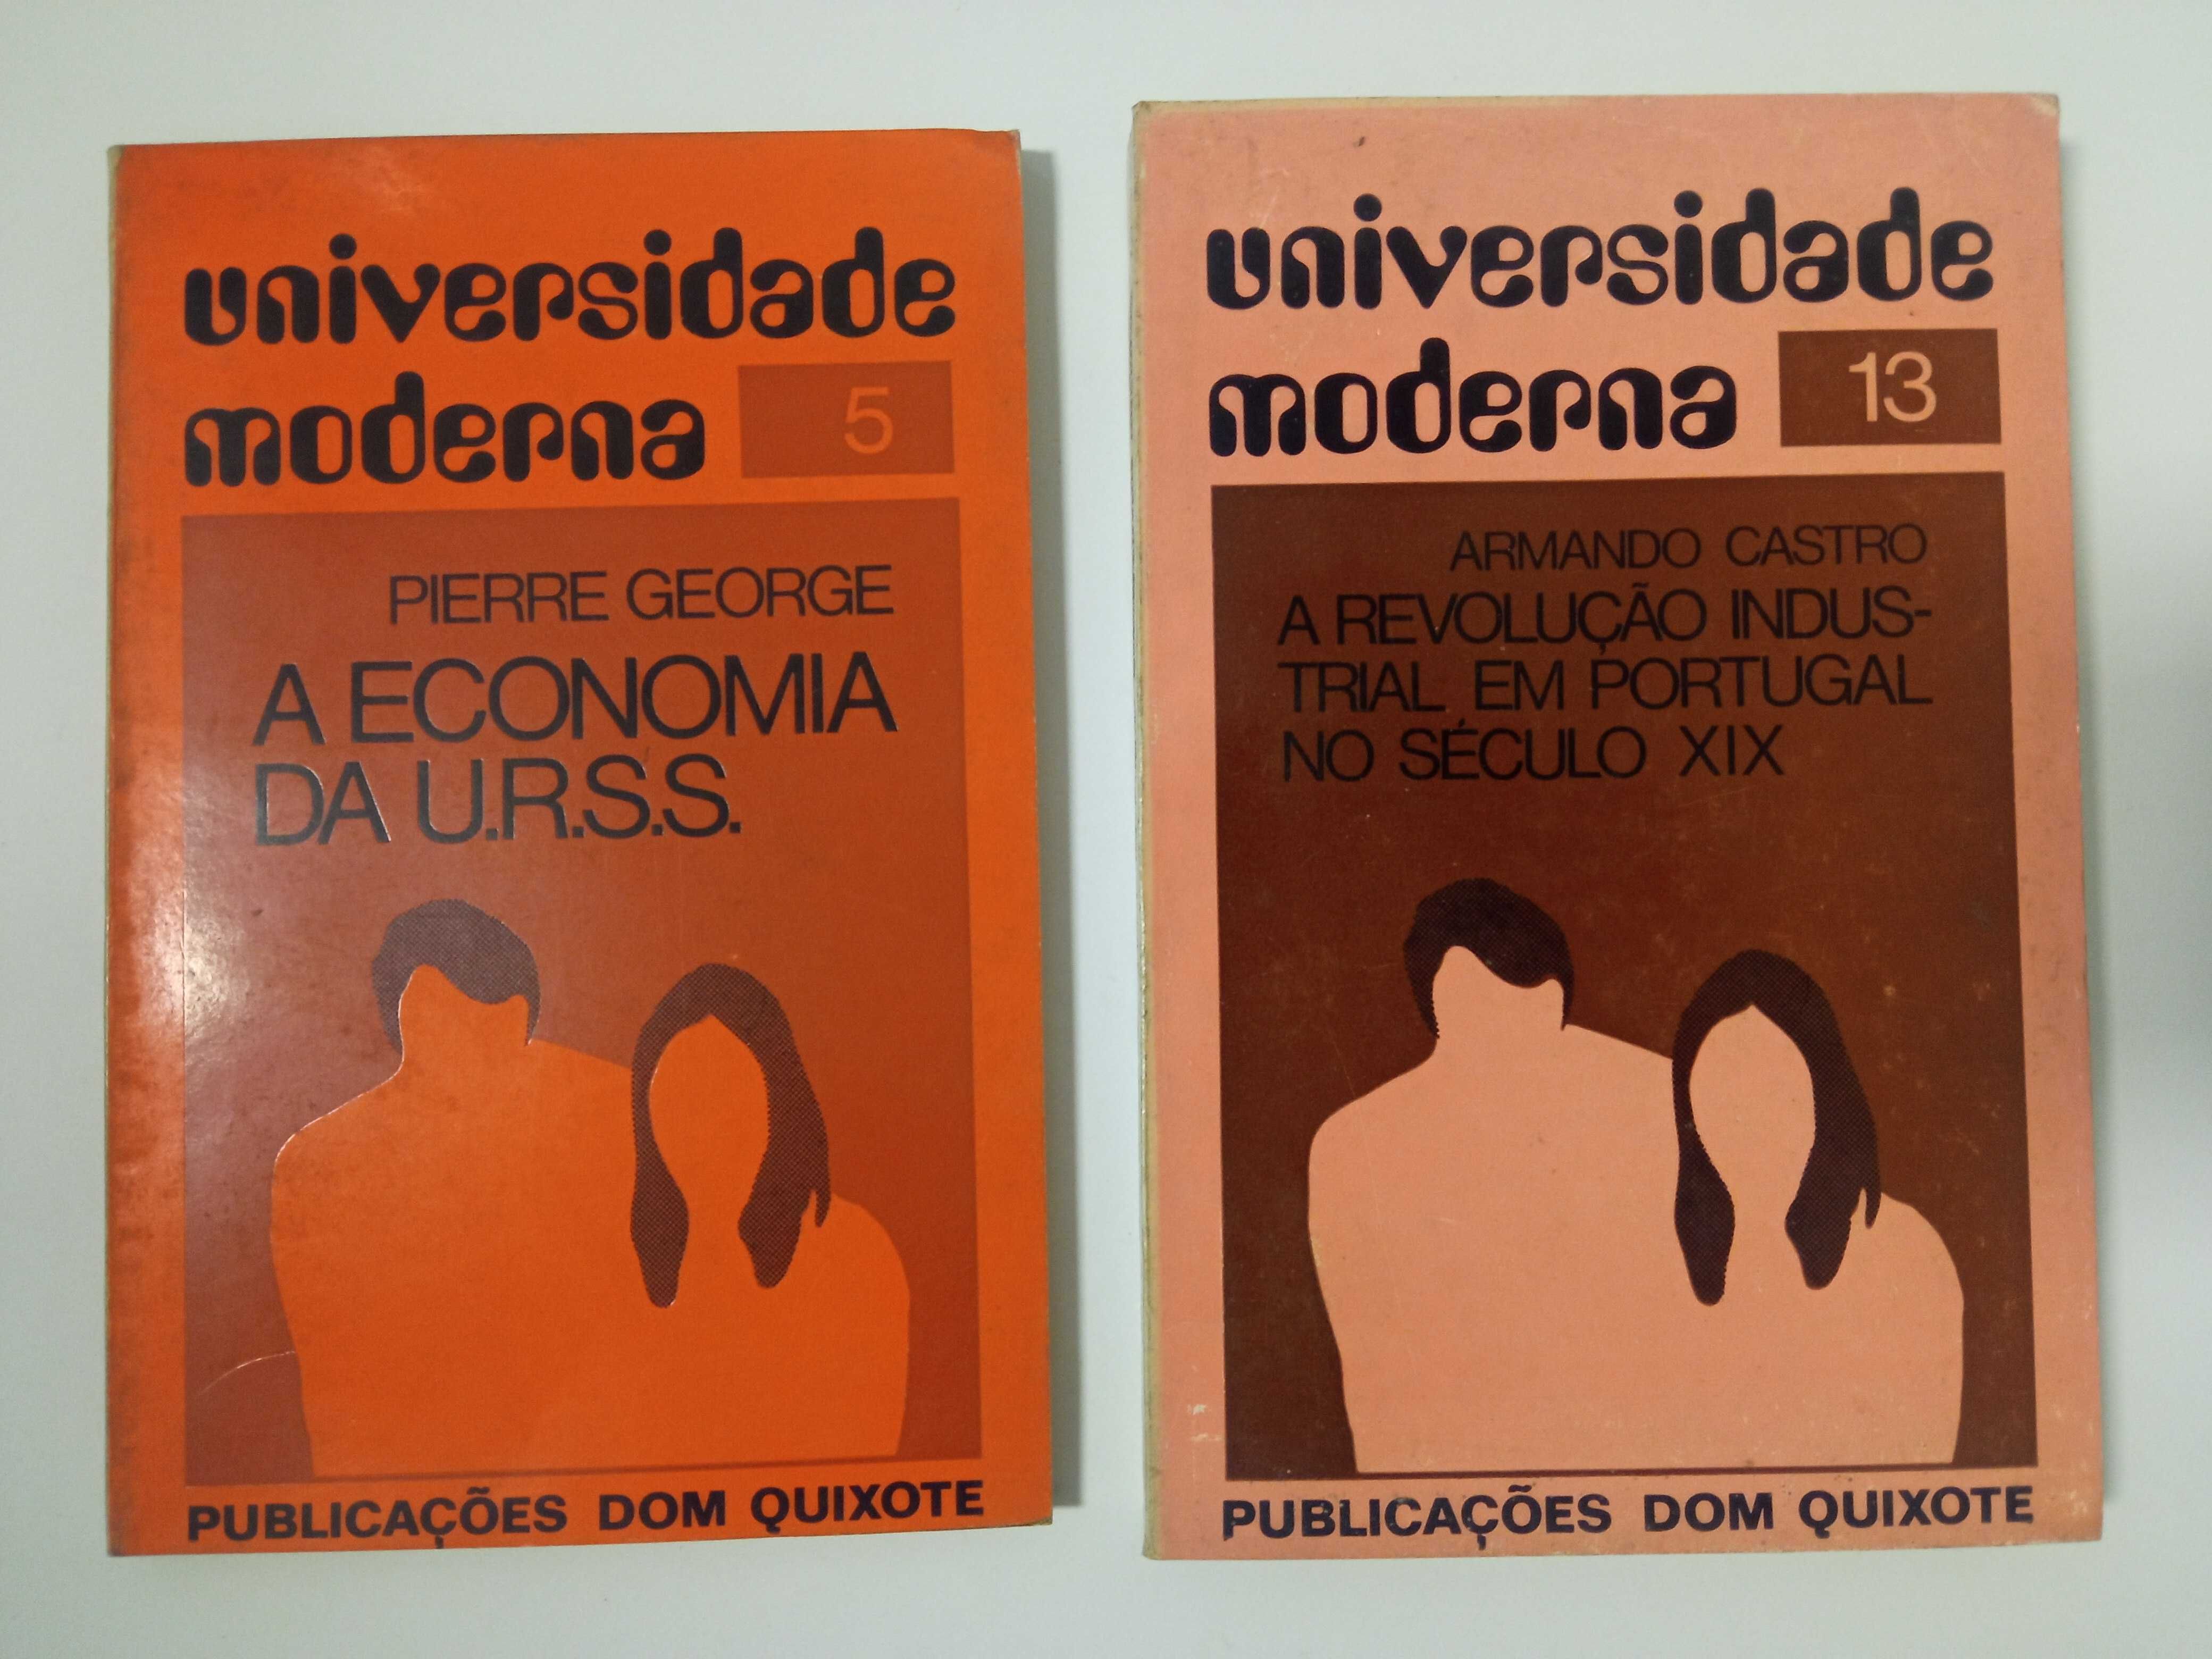 universidade
moderna 5
PIERRE GEORGE
A ECONOMIA
DA U.R.S.S.
PUBLICAÇÕES DOM QUIXOTE
universidade
moderna 13
ARMANDO CASTRO
A REVOLUÇÃO INDUS-
TRIAL EM PORTUGAL
NO SÉCULO XIX
PUBLICAÇÕES DOM QUIXOTE